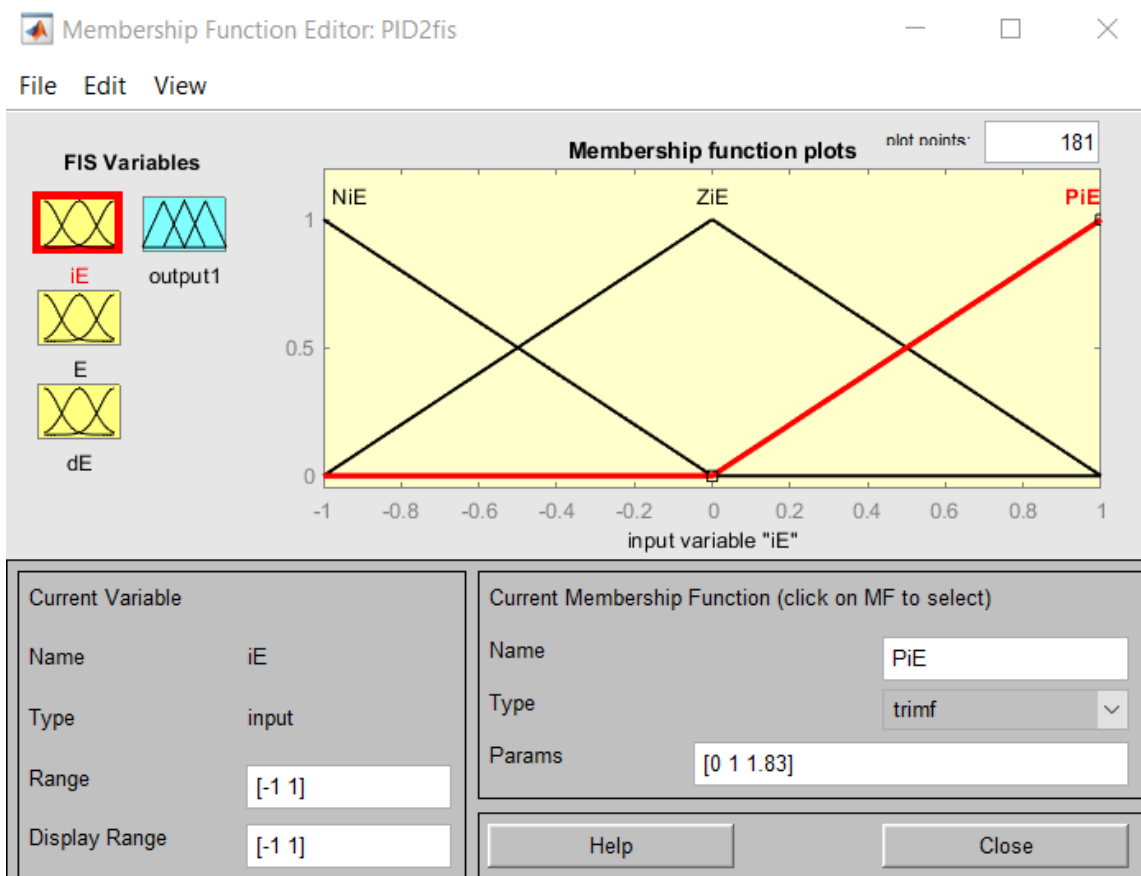 Membership Function Editor: PID2fis
File Edit View
FIS Variables
iE
output1
E
dE
Membership function plots
plot points:
181
NiE
ZiE
PiE
1
0.5
0
-1 -0.8 -0.6 -0.4 -0.2 0 0.2 0.4 0.6 0.8 1
input variable "iE"
Current Variable
Name iE
Type input
Range [-1 1]
Display Range [-1 1]
Current Membership Function (click on MF to select)
Name PiE
Type trimf
Params [0 1 1.83]
Help
Close